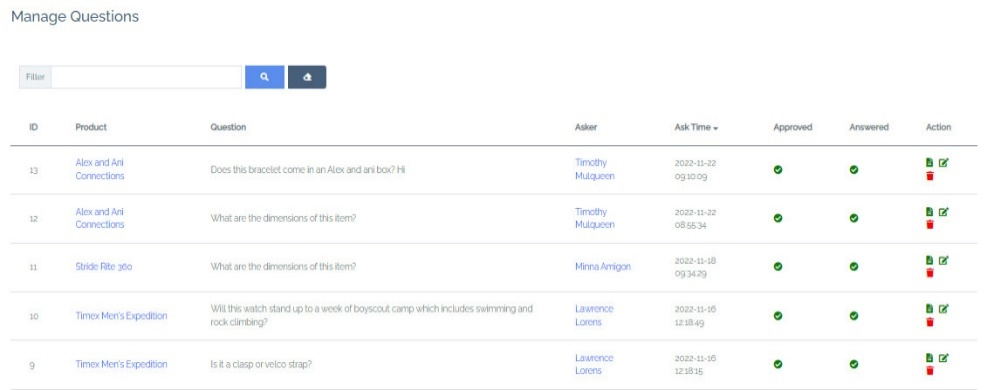 Manage Questions
Filter
ID Product Question Asker Ask Time Approved Answered Action
13 Alex and Ani Connections Does this bracelet come in an Alex and ani box? Hi Timothy Mulqueen 2022-11-22 09:10:09
12 Alex and Ani Connections What are the dimensions of this item? Timothy Mulqueen 2022-11-22 08:55:34
11 Stride Rite 360 What are the dimensions of this item? Minna Amigon 2022-11-18 09:34:29
10 Timex Men's Expedition Will this watch stand up to a week of boyscout camp which includes swimming and rock climbing? Lawrence Lorens 2022-11-16 12:18:49
9 Timex Men's Expedition Is it a clasp or velco strap? Lawrence Lorens 2022-11-16 12:18:15